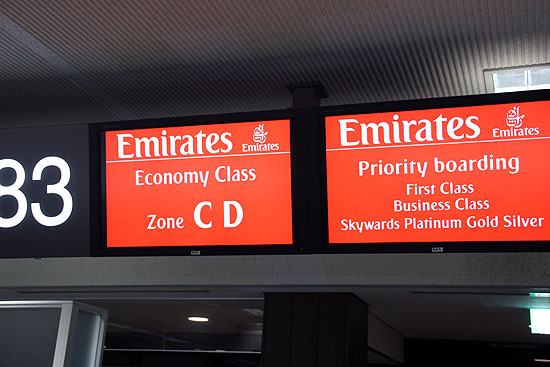 83
Emirates
Emirates
Economy Class
Zone C D
Emirates
Emirates
Priority boarding
First Class
Business Class
Skywards Platinum Gold Silver